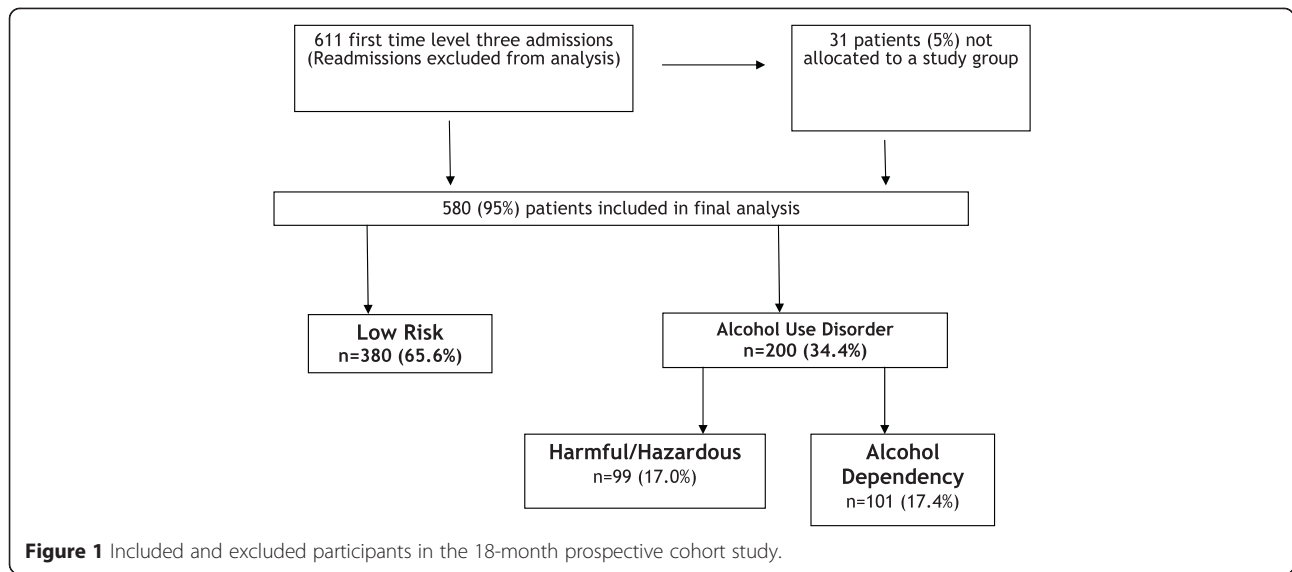 611 first time level three admissions
(Readmissions excluded from analysis)
31 patients (5%) not
allocated to a study group
580 (95%) patients included in final analysis
Low Risk
n=380 (65.6%)
Alcohol Use Disorder
n=200 (34.4%)
Harmful/Hazardous
n=99 (17.0%)
Alcohol
Dependency
n=101 (17.4%)
Figure 1 Included and excluded participants in the 18-month prospective cohort study.